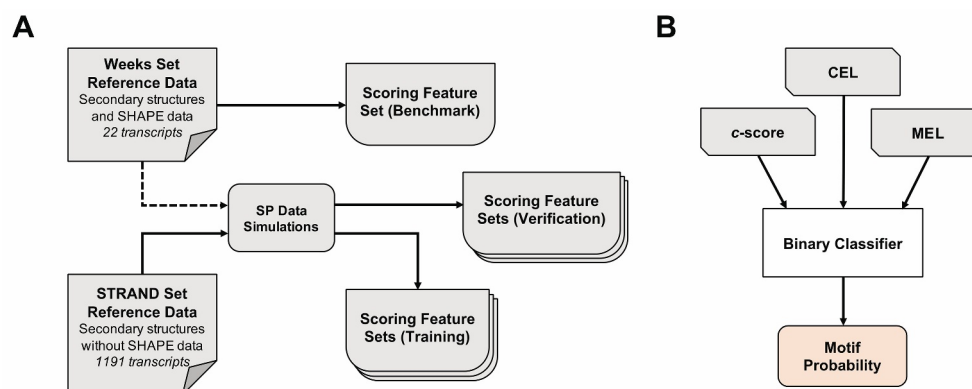 A
Weeks Set
Reference Data
Secondary structures
and SHAPE data
22 transcripts
Scoring Feature
Set (Benchmark)
SP Data
Simulations
Scoring Feature
Sets (Verification)
STRAND Set
Reference Data
Secondary structures
without SHAPE data
1191 transcripts
Scoring Feature
Sets (Training)
B
CEL
c-score
MEL
Binary Classifier
Motif
Probability